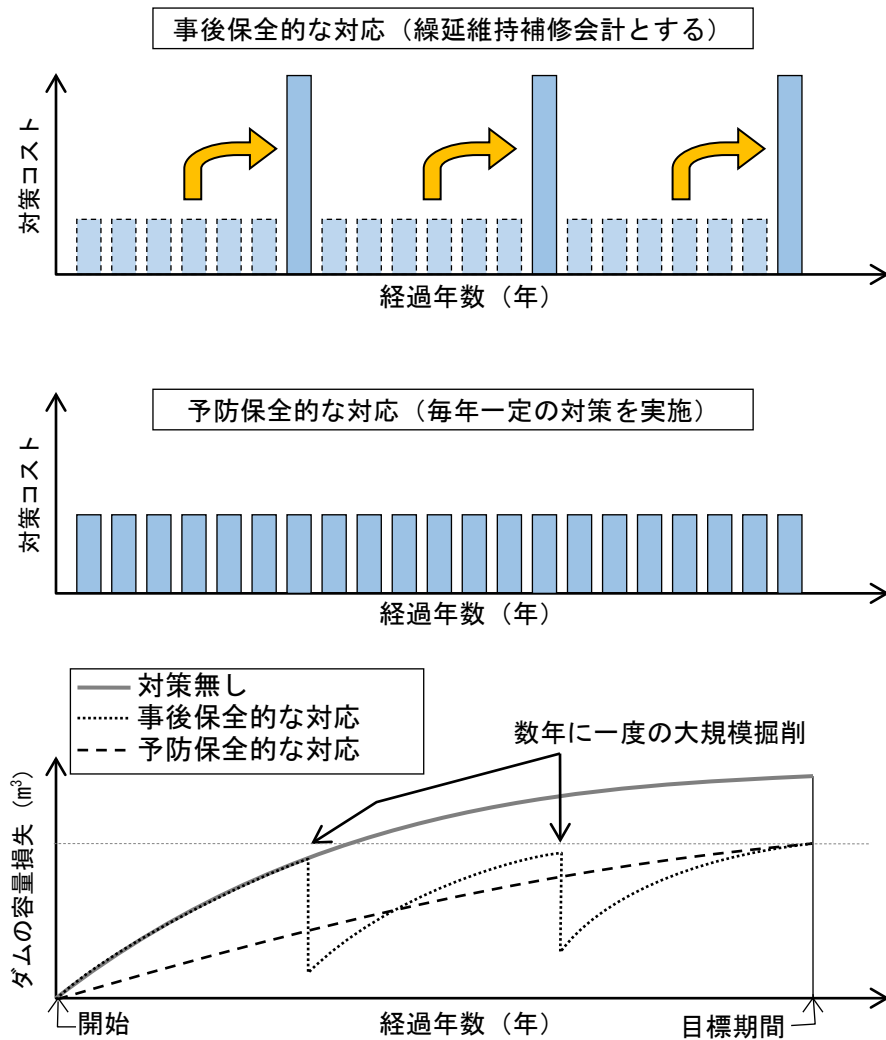 事後保全的な対応（繰延維持補修会計とする）
対策コスト
経過年数（年）
予防保全的な対応（毎年一定の対策を実施）
対策コスト
経過年数（年）
対策無し
事後保全的な対応
予防保全的な対応
数年に一度の大規模掘削
ダムの容量損失（㎥）
開始
経過年数（年）
目標期間